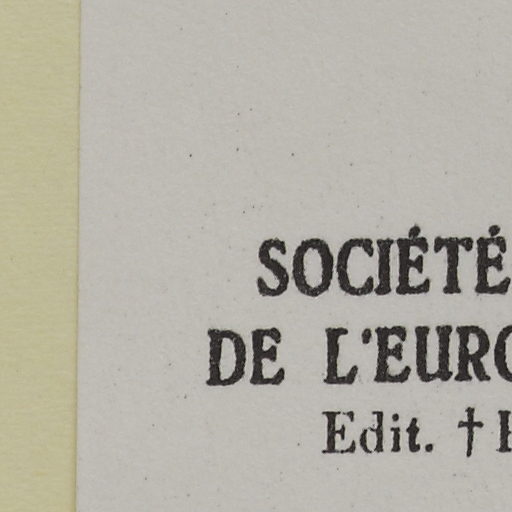 SOCIÉTÉ
DE L'EURO
Edit. †